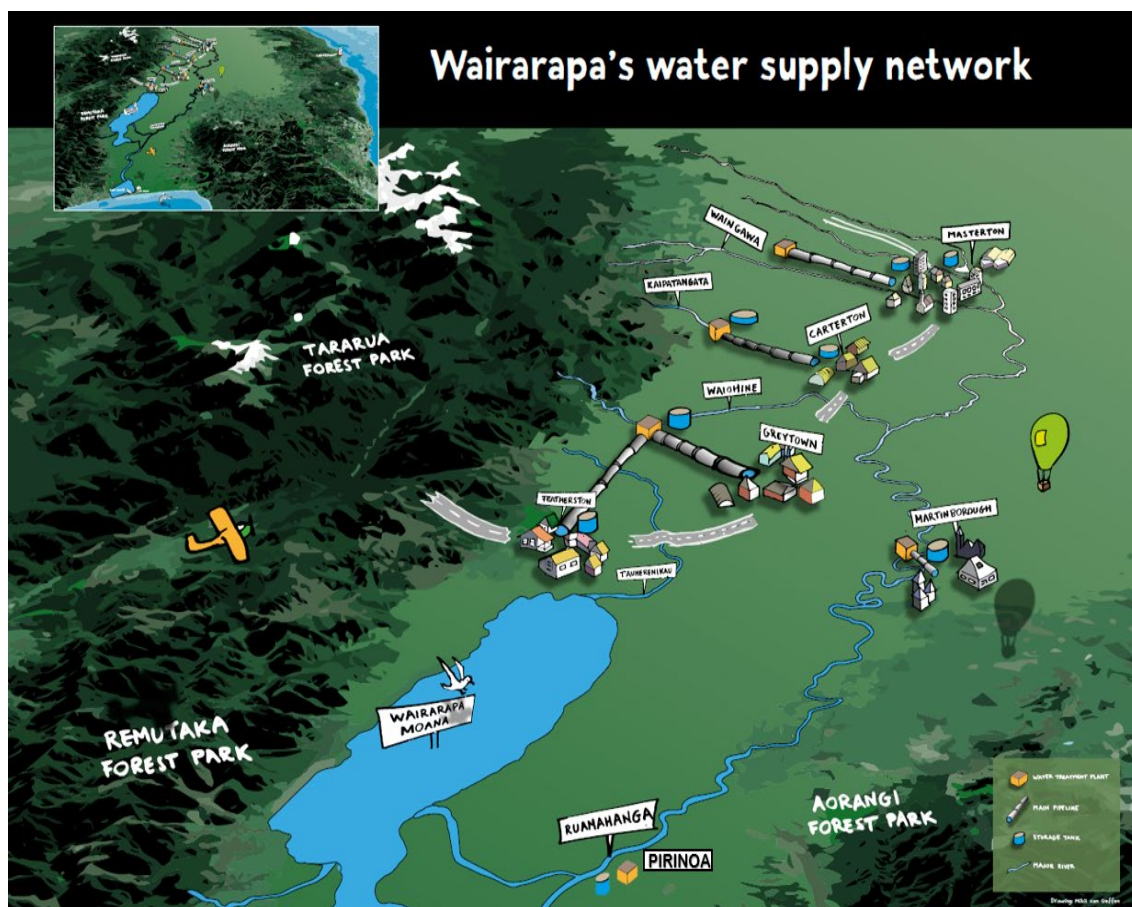 Wairarapa's water supply network
WAINGAWA
MASTERTON
KAIPATANGATA
CARTERTON
TARARUA
FOREST PARK
WAIOHINE
GREYTOWN
FEATHERSTON
MARTINBOROUGH
TAUHERENIKAU
WAIRARAPA
MOANA
REMUTAKA
FOREST PARK
RUAMAHANGA
PIRINOA
AORANGI
FOREST PARK
WATER TREATMENT PLANT
MAIN PIPELINE
STORAGE TANK
MAJOR RIVER